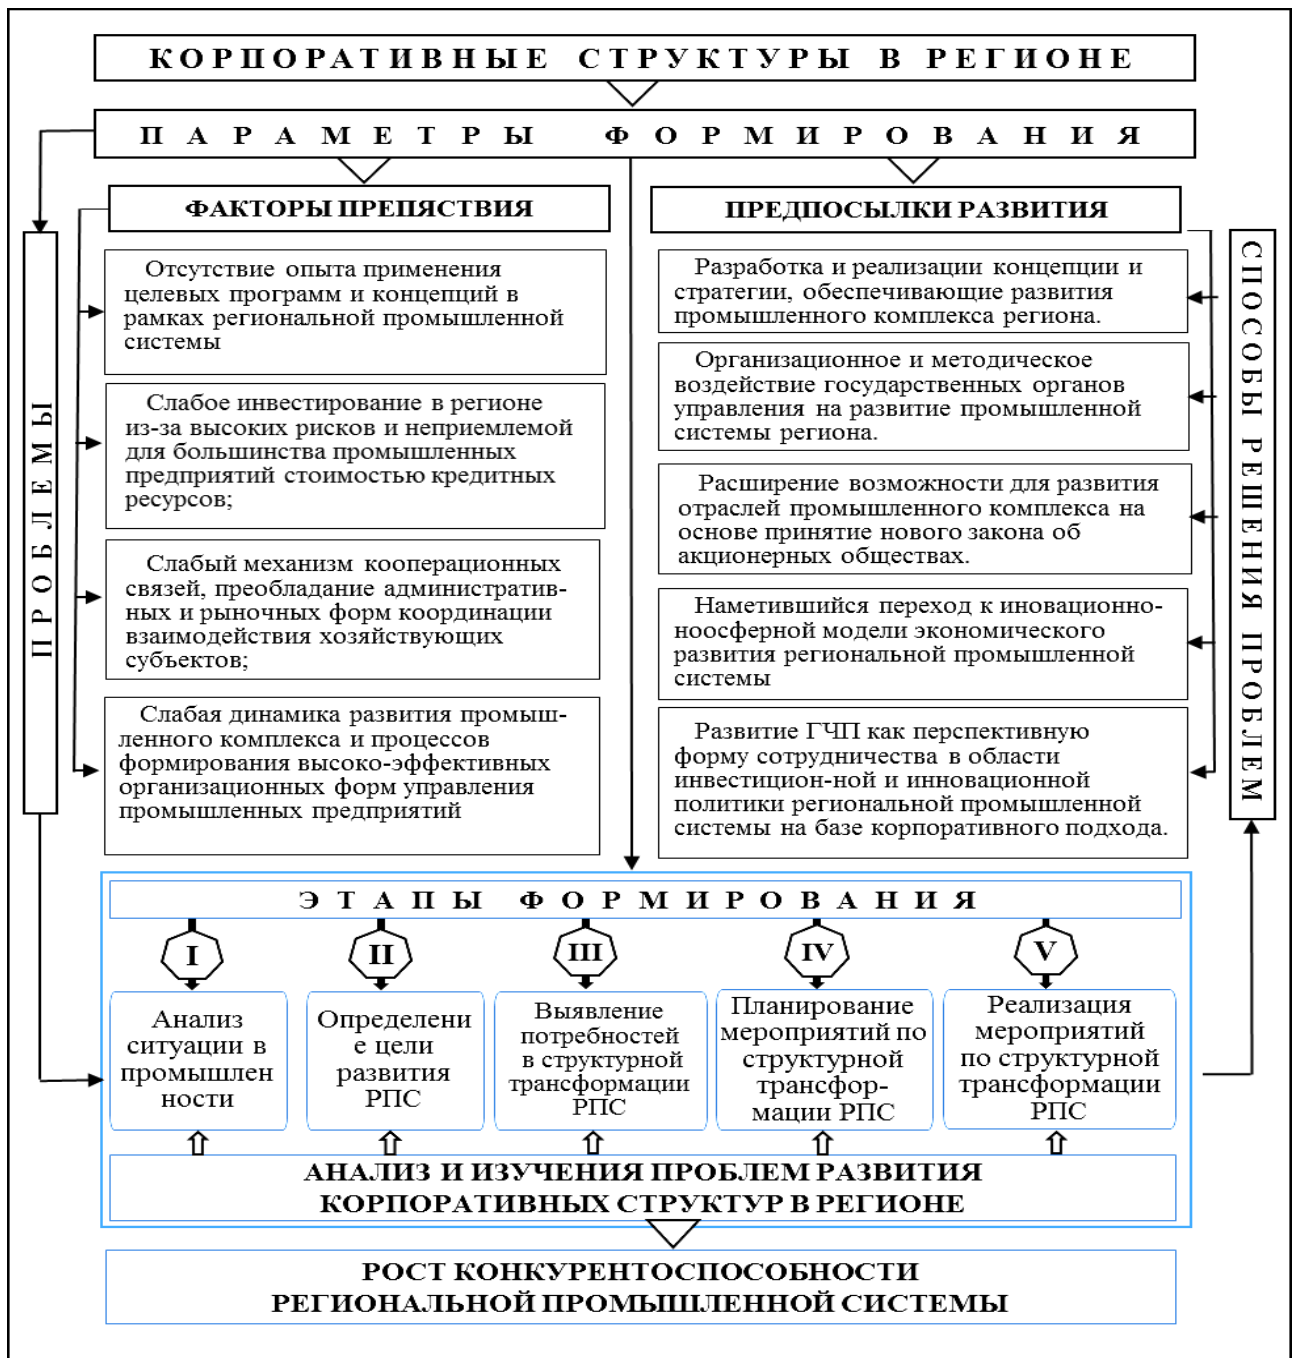 КОРПОРАТИВНЫЕ СТРУКТУРЫ В РЕГИОНЕ
ПАРАМЕТРЫ ФОРМИРОВАНИЯ
ПРОБЛЕМЫ
ФАКТОРЫ ПРЕПЯСТВИЯ
Отсутствие опыта применения
целевых программ и концепций в
рамках региональной промышленной
системы
Слабое инвестирование в регионе
из-за высоких рисков и неприемлемой
для большинства промышленных
предприятий стоимостью кредитных
ресурсов;
Слабый механизм кооперационных
связей, преобладание административ-
ных и рыночных форм координации
взаимодействия хозяйствующих
субъектов;
Слабая динамика развития промыш-
ленного комплекса и процессов
формирования высоко-эффективных
организационных форм управления
промышленных предприятий
ПРЕДПОСЫЛКИ РАЗВИТИЯ
Разработка и реализации концепции и
стратегии, обеспечивающие развития
промышленного комплекса региона.
Организационное и методическое
воздействие государственных органов
управления на развитие промышленной
системы региона.
Расширение возможности для развития
отраслей промышленного комплекса на
основе принятие нового закона об
акционерных обществах.
Наметившийся переход к иновационно-
ноосферной модели экономического
развития региональной промышленной
системы
Развитие ГЧП как перспективную
форму сотрудничества в области
инвестицион-ной и инновационной
политики региональной промышленной
системы на базе корпоративного подхода.
СПОСОБЫ РЕШЕНИЯ ПРОБЛЕМ
ЭТАПЫ ФОРМИРОВАНИЯ
I
II
III
IV
V
Анализ
ситуации в
промышлен
ности
Определени
е цели
развития
РПС
Выявление
потребностей
в структурной
трансформации
РПС
Планирование
мероприятий по
структурной
трансфор-
мации РПС
Реализация
мероприятий
по структурной
трансформации
РПС
АНАЛИЗ И ИЗУЧЕНИЯ ПРОБЛЕМ РАЗВИТИЯ
КОРПОРАТИВНЫХ СТРУКТУР В РЕГИОНЕ
РОСТ КОНКУРЕНТОСПОСОБНОСТИ
РЕГИОНАЛЬНОЙ ПРОМЫШЛЕННОЙ СИСТЕМЫ